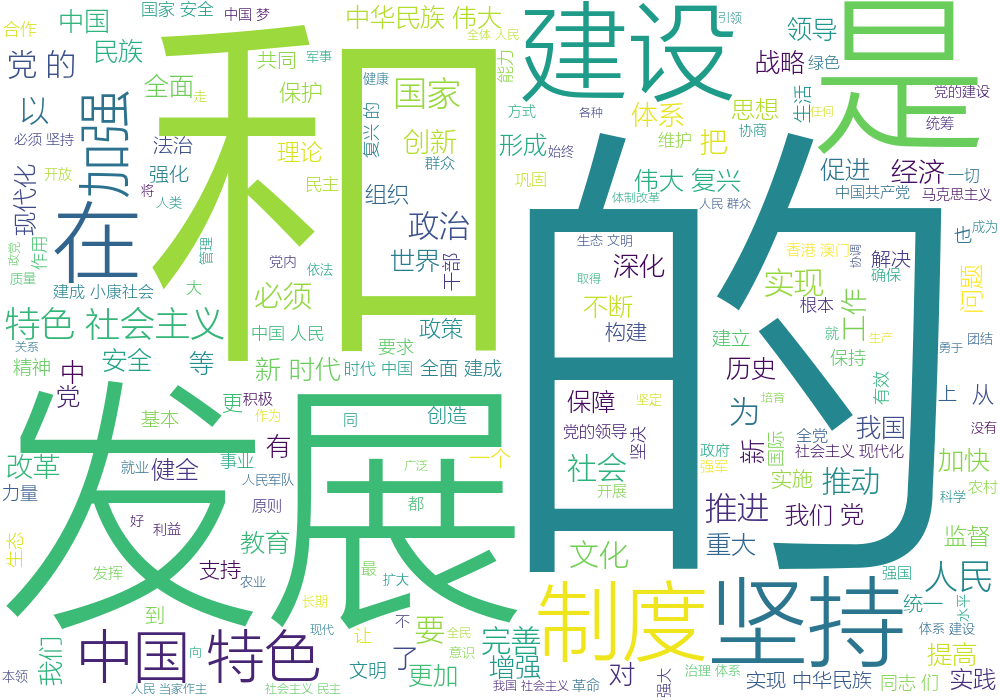 国家 安全
中国 梦
中华民族 伟大
全体 人民
引领
合作
中国
民族
党 的
共同
军事
能力
领导
战略
绿色
全面
走
保护
健康
国家
方式
各种
体系
思想
协商
生活
任何
党的建设
统筹
以
加强
必须 坚持
法治
理论
复兴 的
创新
群众
形成
始终
维护
把
促进
经济
一切
和
建设
是
现代化
开放
强化
将
人类
民主
组织
巩固
伟大 复兴
体制改革
人民 群众
中国共产党
马克思主义
在
的
政党
作用
管理
党内
依法
政治
世界
干部
生态 文明
深化
香港 澳门
协调
解决
也
成为
质量
建成 小康社会
大
必须
取得
不断
实现
确保
问题
根本
工作
特色 社会主义
中国 人民
政策
构建
建立
就
保持
生产
团结
关系
精神
中
安全
等
新 时代
要求
时代 中国
全面 建成
历史
勇于
党
基本
更
积极
作为
同
创造
保障
坚定
培育
为
有效
上
从
发展
有
党的领导
坚决
政府
新
国际
全党
我国
社会主义 现代化
没有
改革
就业
事业
健全
人民军队
广泛
一个
社会
强军
实施
推动
加快
力量
好
利益
原则
都
开展
推进
我们 党
科学
农村
生态
教育
文化
重大
监督
发挥
支持
农业
最
扩大
强国
人民
到
长期
不
制度
坚持
统一
水平
我们
中国 特色
现代
让
要
全民
完善
体系 建设
提高
向
文明
了
意识
增强
对
本领
更加
治理 体系
强大
实现 中华民族
同志 们
实践
人民 当家作主
社会主义 民主
我国 社会主义
革命